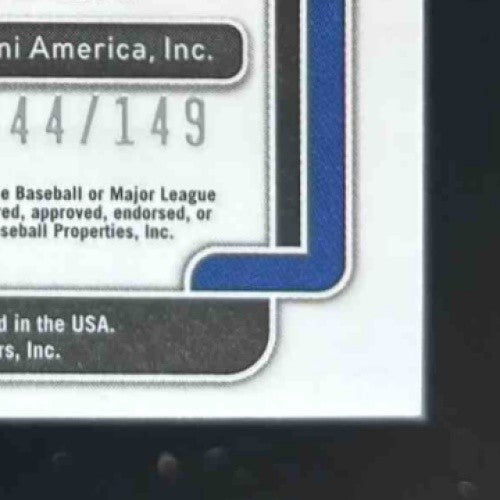 ni America, Inc.
44/149
e Baseball or Major League
red, approved, endorsed, or
seball Properties, Inc.
d in the USA.
rs, Inc.